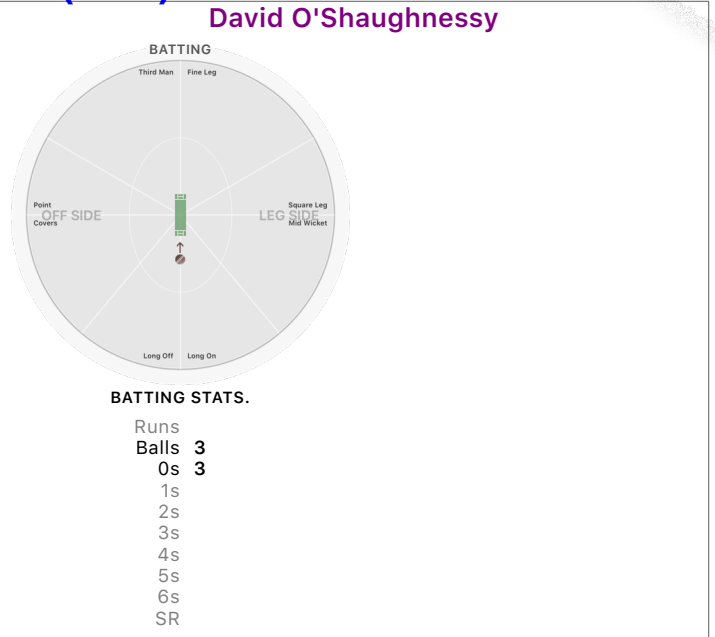 David O'Shaughnessy
BATTING
Third Man Fine Leg
Point Square Leg
OFF SIDE LEG SIDE
Covers Mid Wicket
Long Off Long On
BATTING STATS.
Runs
Balls 3
0s 3
1s
2s
3s
4s
5s
6s
SR